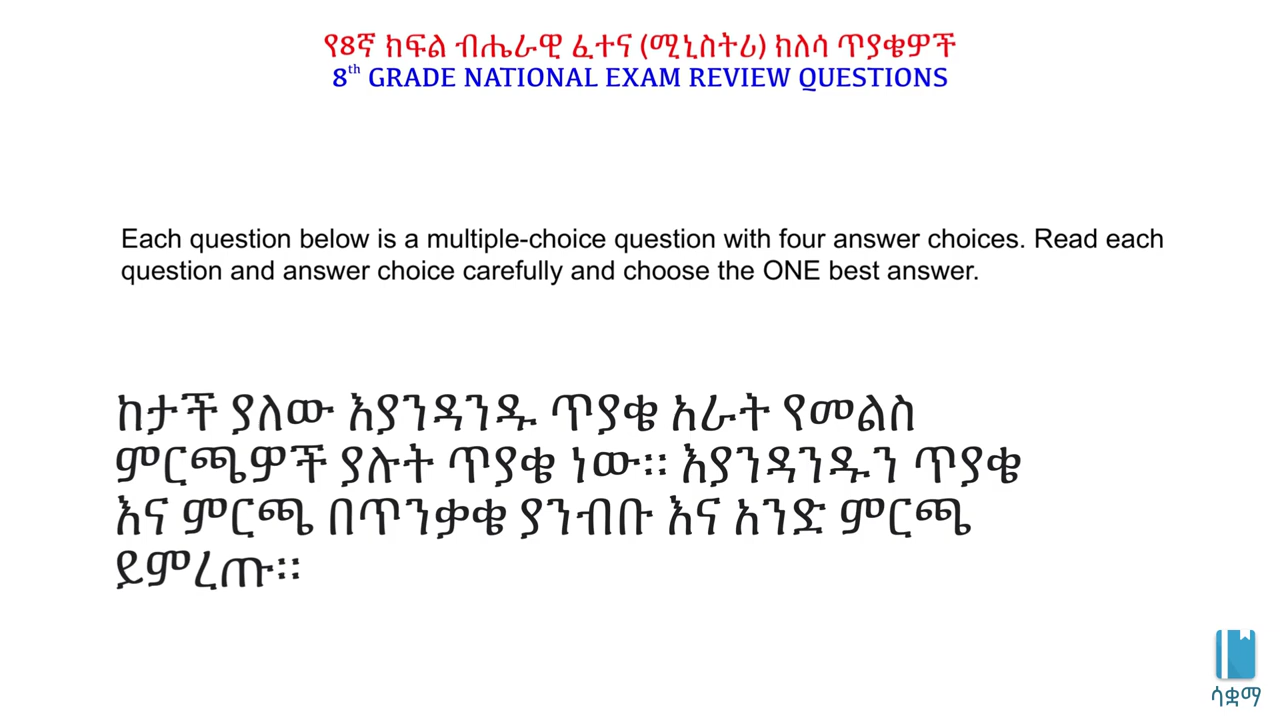 የ8ኛ ክፍል ብሔራዊ ፈተና (ሚኒስትሪ) ክለሳ ጥያቄዎች
8th GRADE NATIONAL EXAM REVIEW QUESTIONS
Each question below is a multiple-choice question with four answer choices. Read each
question and answer choice carefully and choose the ONE best answer.
ከታች ያለው እያንዳንዱ ጥያቄ አራት የመልስ
ምርጫዎች ያሉት ጥያቄ ነው። እያንዳንዱን ጥያቄ
እና ምርጫ በጥንቃቄ ያንብቡ እና አንድ ምርጫ
ይምረጡ።
ሳቋማ